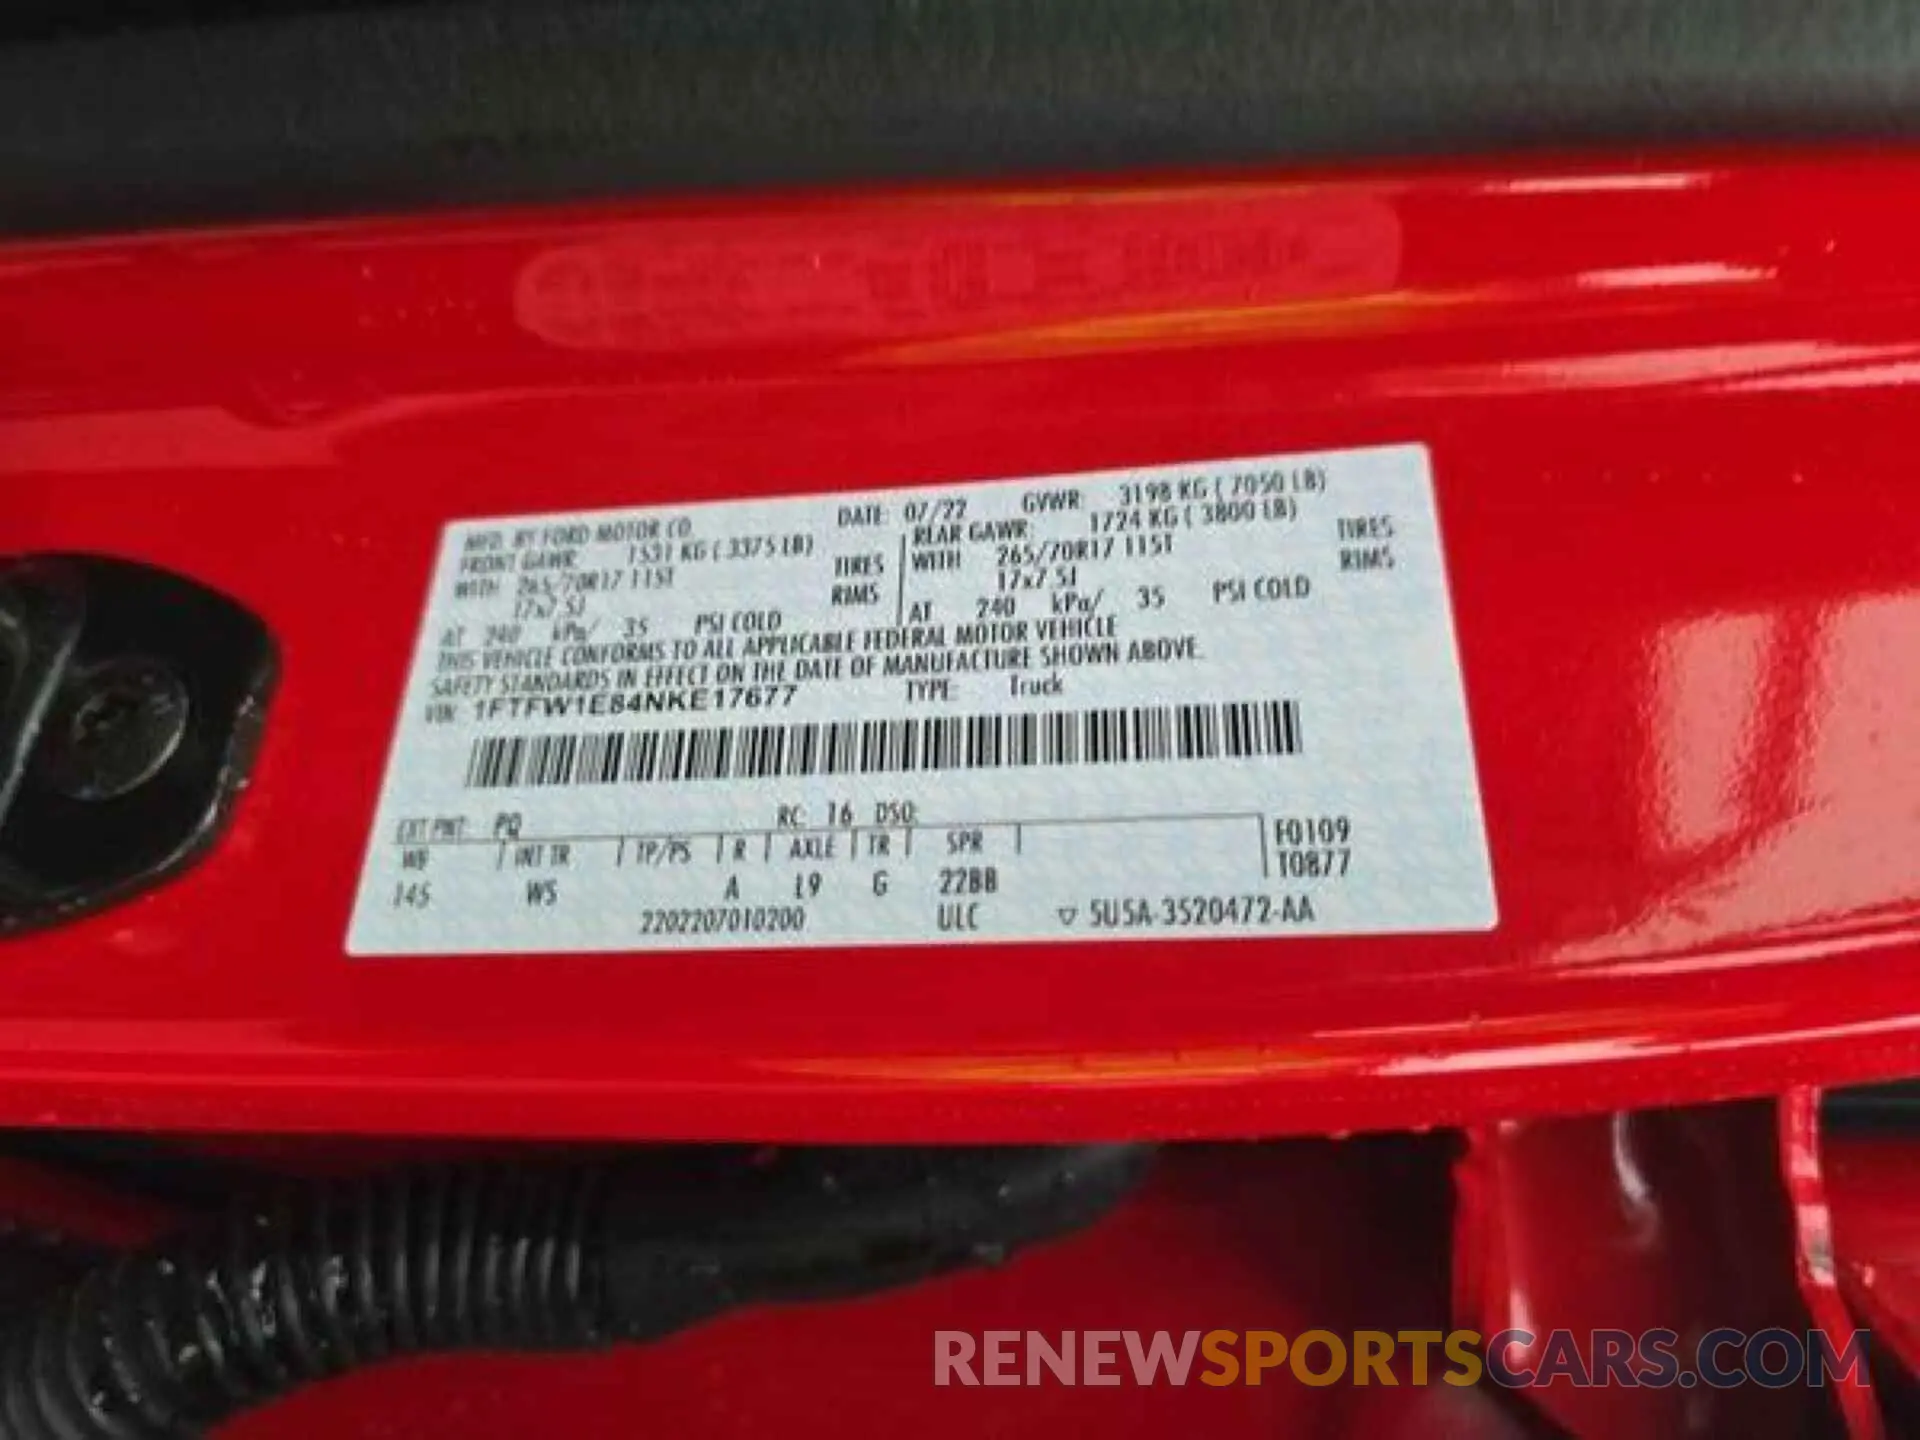 MFD. BY FORD MOTOR CO. DATE: 07/22 GVWR: 3198 KG ( 7050 LB)
FRONT GAWR: 1531 KG ( 3375 LB) REAR GAWR: 1724 KG ( 3800 LB)
WITH 265/70R17 115T TIRES WITH 265/70R17 115T TIRES
17x7.5J RIMS 17x7.5J RIMS
AT 240 kPa/ 35 PSI COLD AT 240 kPa/ 35 PSI COLD
THIS VEHICLE CONFORMS TO ALL APPLICABLE FEDERAL MOTOR VEHICLE
SAFETY STANDARDS IN EFFECT ON THE DATE OF MANUFACTURE SHOWN ABOVE.
VIN: 1FTFW1E84NKE17677 TYPE: Truck
EXT PNT: PQ RC: 16 DSO:
WB INT TR TP/PS R AXLE TR SPR F0109
145 WS A L9 G 22BB T0877
2202207010200 ULC ▽ 5U5A-3520472-AA
RENEWSPORTSCARS.COM